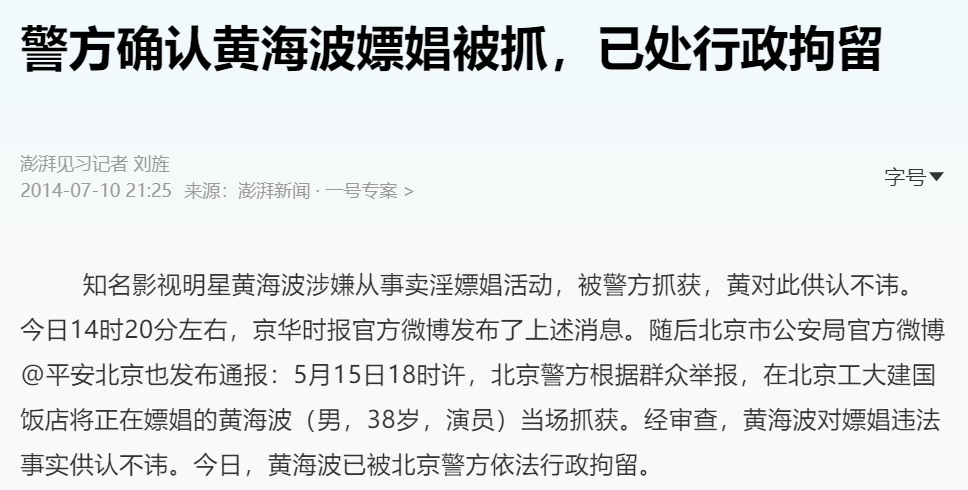 警方确认黄海波嫖娼被抓，已处行政拘留
澎湃见习记者 刘旌
2014-07-10 21:25 来源：澎湃新闻 · 一号专案 >
字号
知名影视明星黄海波涉嫌从事卖淫嫖娼活动，被警方抓获，黄对此供认不讳。
今日14时20分左右，京华时报官方微博发布了上述消息。随后北京市公安局官方微博
@平安北京也发布通报：5月15日18时许，北京警方根据群众举报，在北京工大建国
饭店将正在嫖娼的黄海波（男，38岁，演员）当场抓获。经审查，黄海波对嫖娼违法
事实供认不讳。今日，黄海波已被北京警方依法行政拘留。